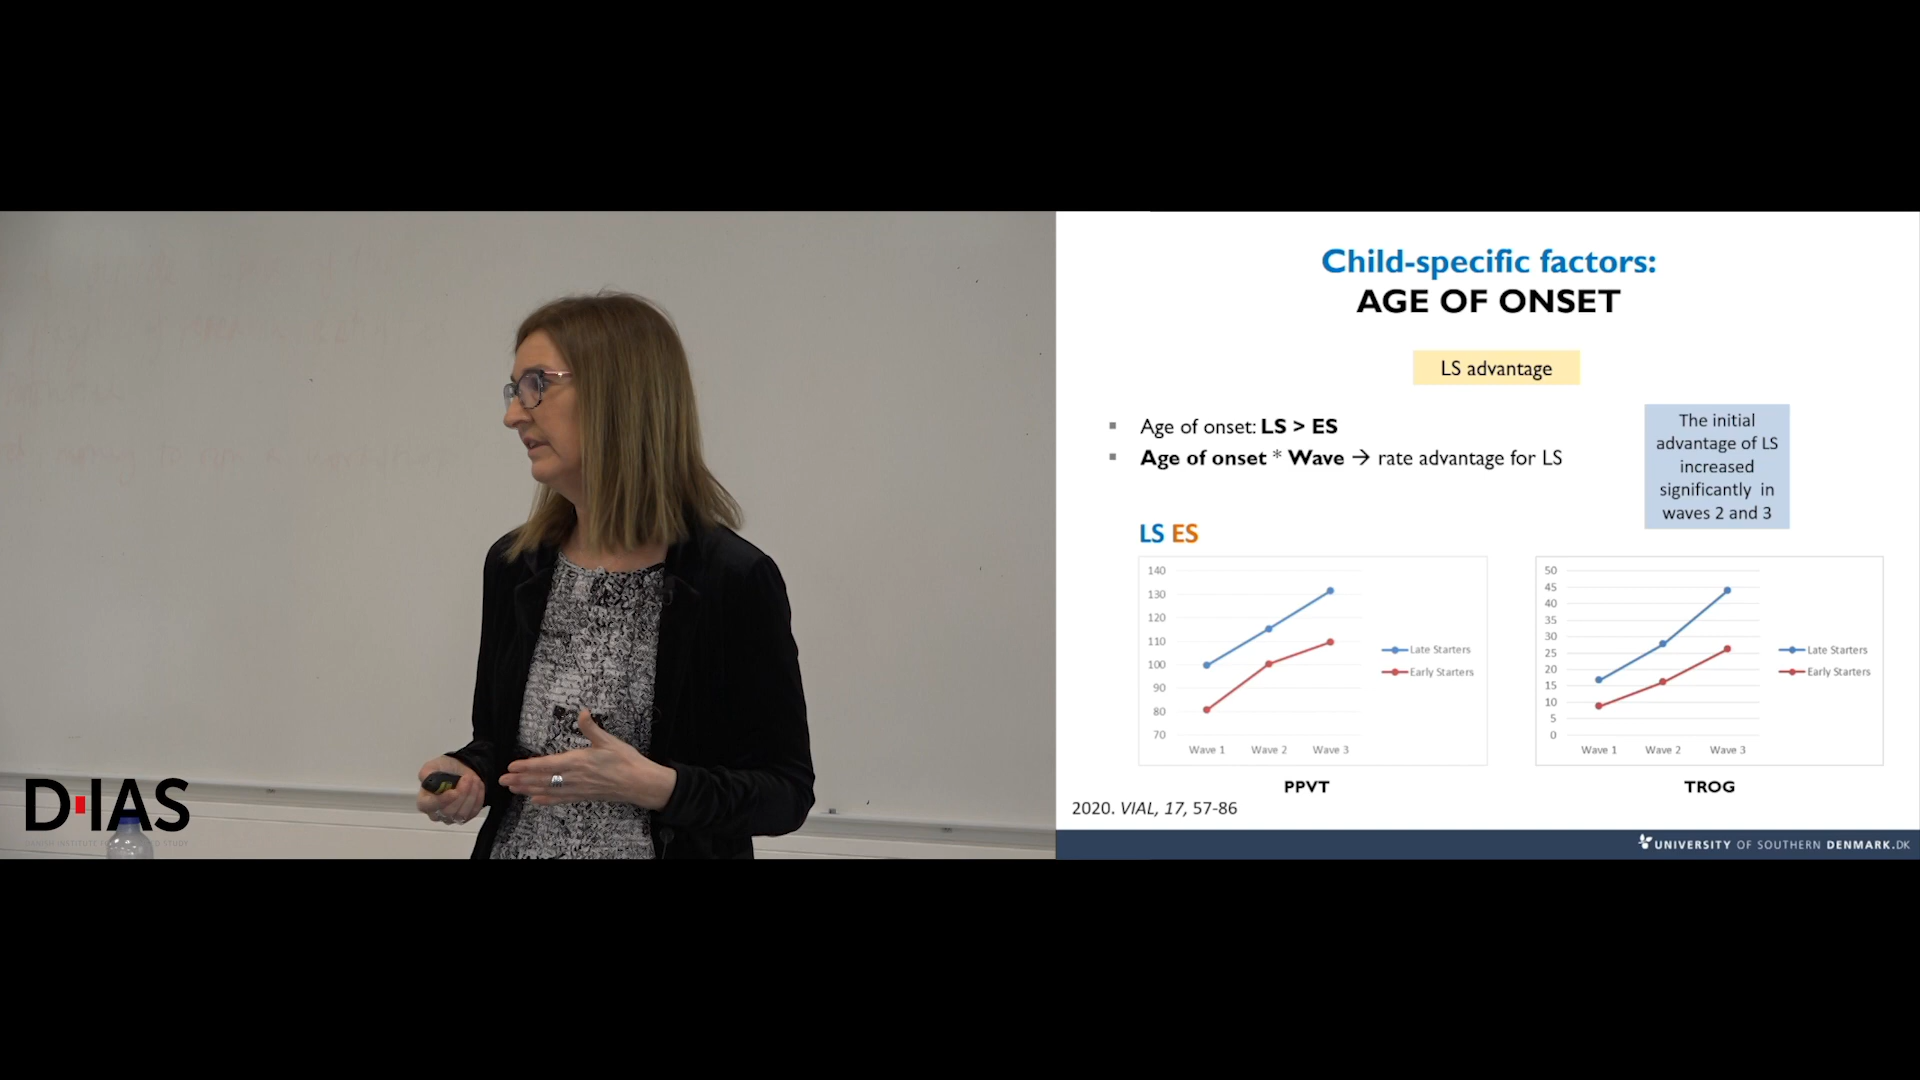 D·IAS
Child-specific factors:
AGE OF ONSET
LS advantage
▪ Age of onset: LS > ES
▪ Age of onset * Wave → rate advantage for LS
The initial
advantage of LS
increased
significantly in
waves 2 and 3
LS ES
140
130
120
110
100
90
80
70
Wave 1 Wave 2 Wave 3
Late Starters
Early Starters
PPVT
50
45
40
35
30
25
20
15
10
5
0
Wave 1 Wave 2 Wave 3
Late Starters
Early Starters
TROG
2020. VIAL, 17, 57-86
UNIVERSITY OF SOUTHERN DENMARK.DK